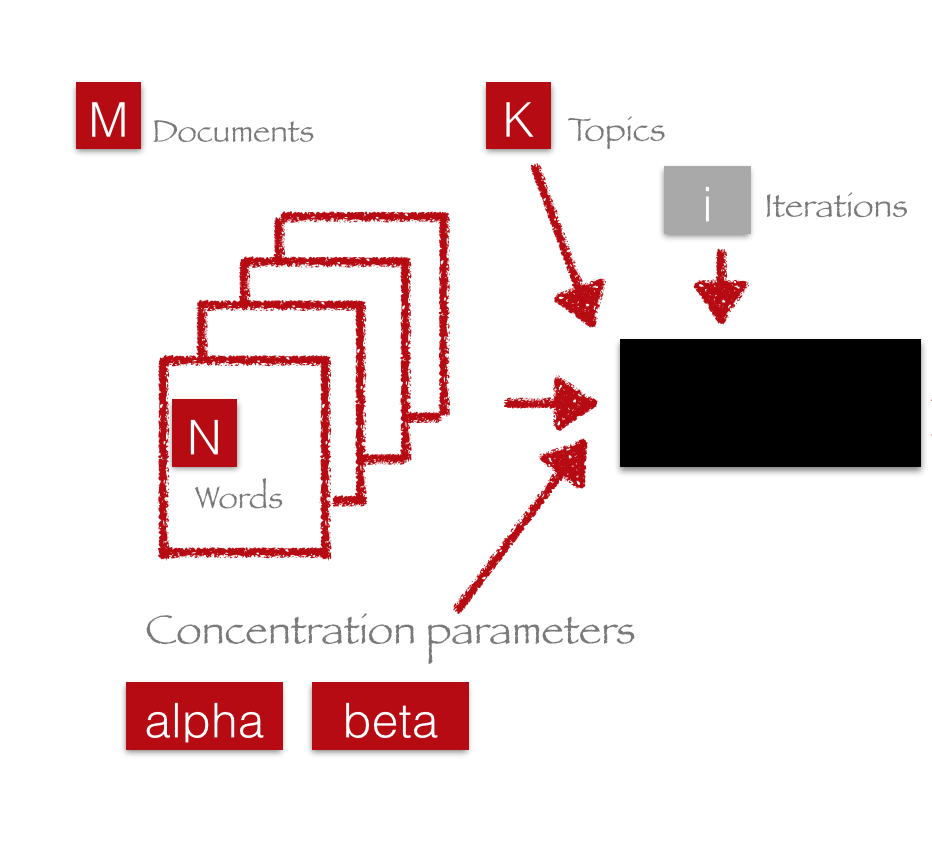 M Documents
K Topics
i Iterations
N
Words
Concentration parameters
alpha beta